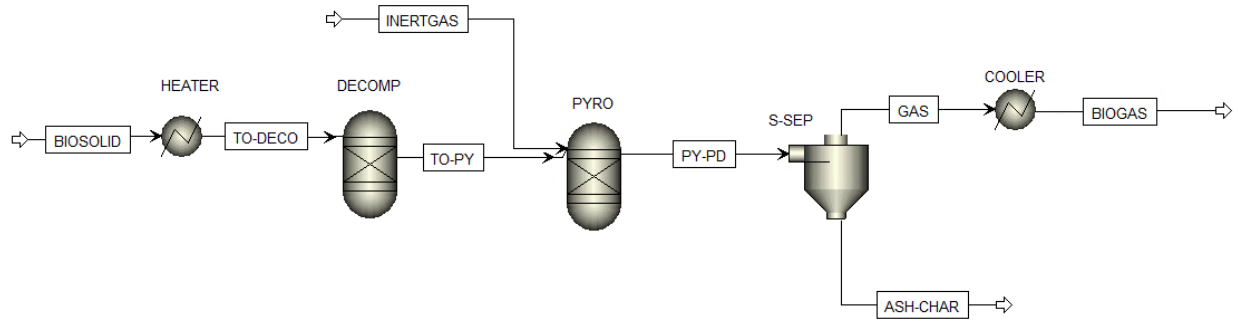 INERTGAS
HEATER
DECOMP
PYRO
S-SEP
COOLER
GAS
BIOGAS
BIOSOLID
TO-DECO
TO-PY
PY-PD
ASH-CHAR